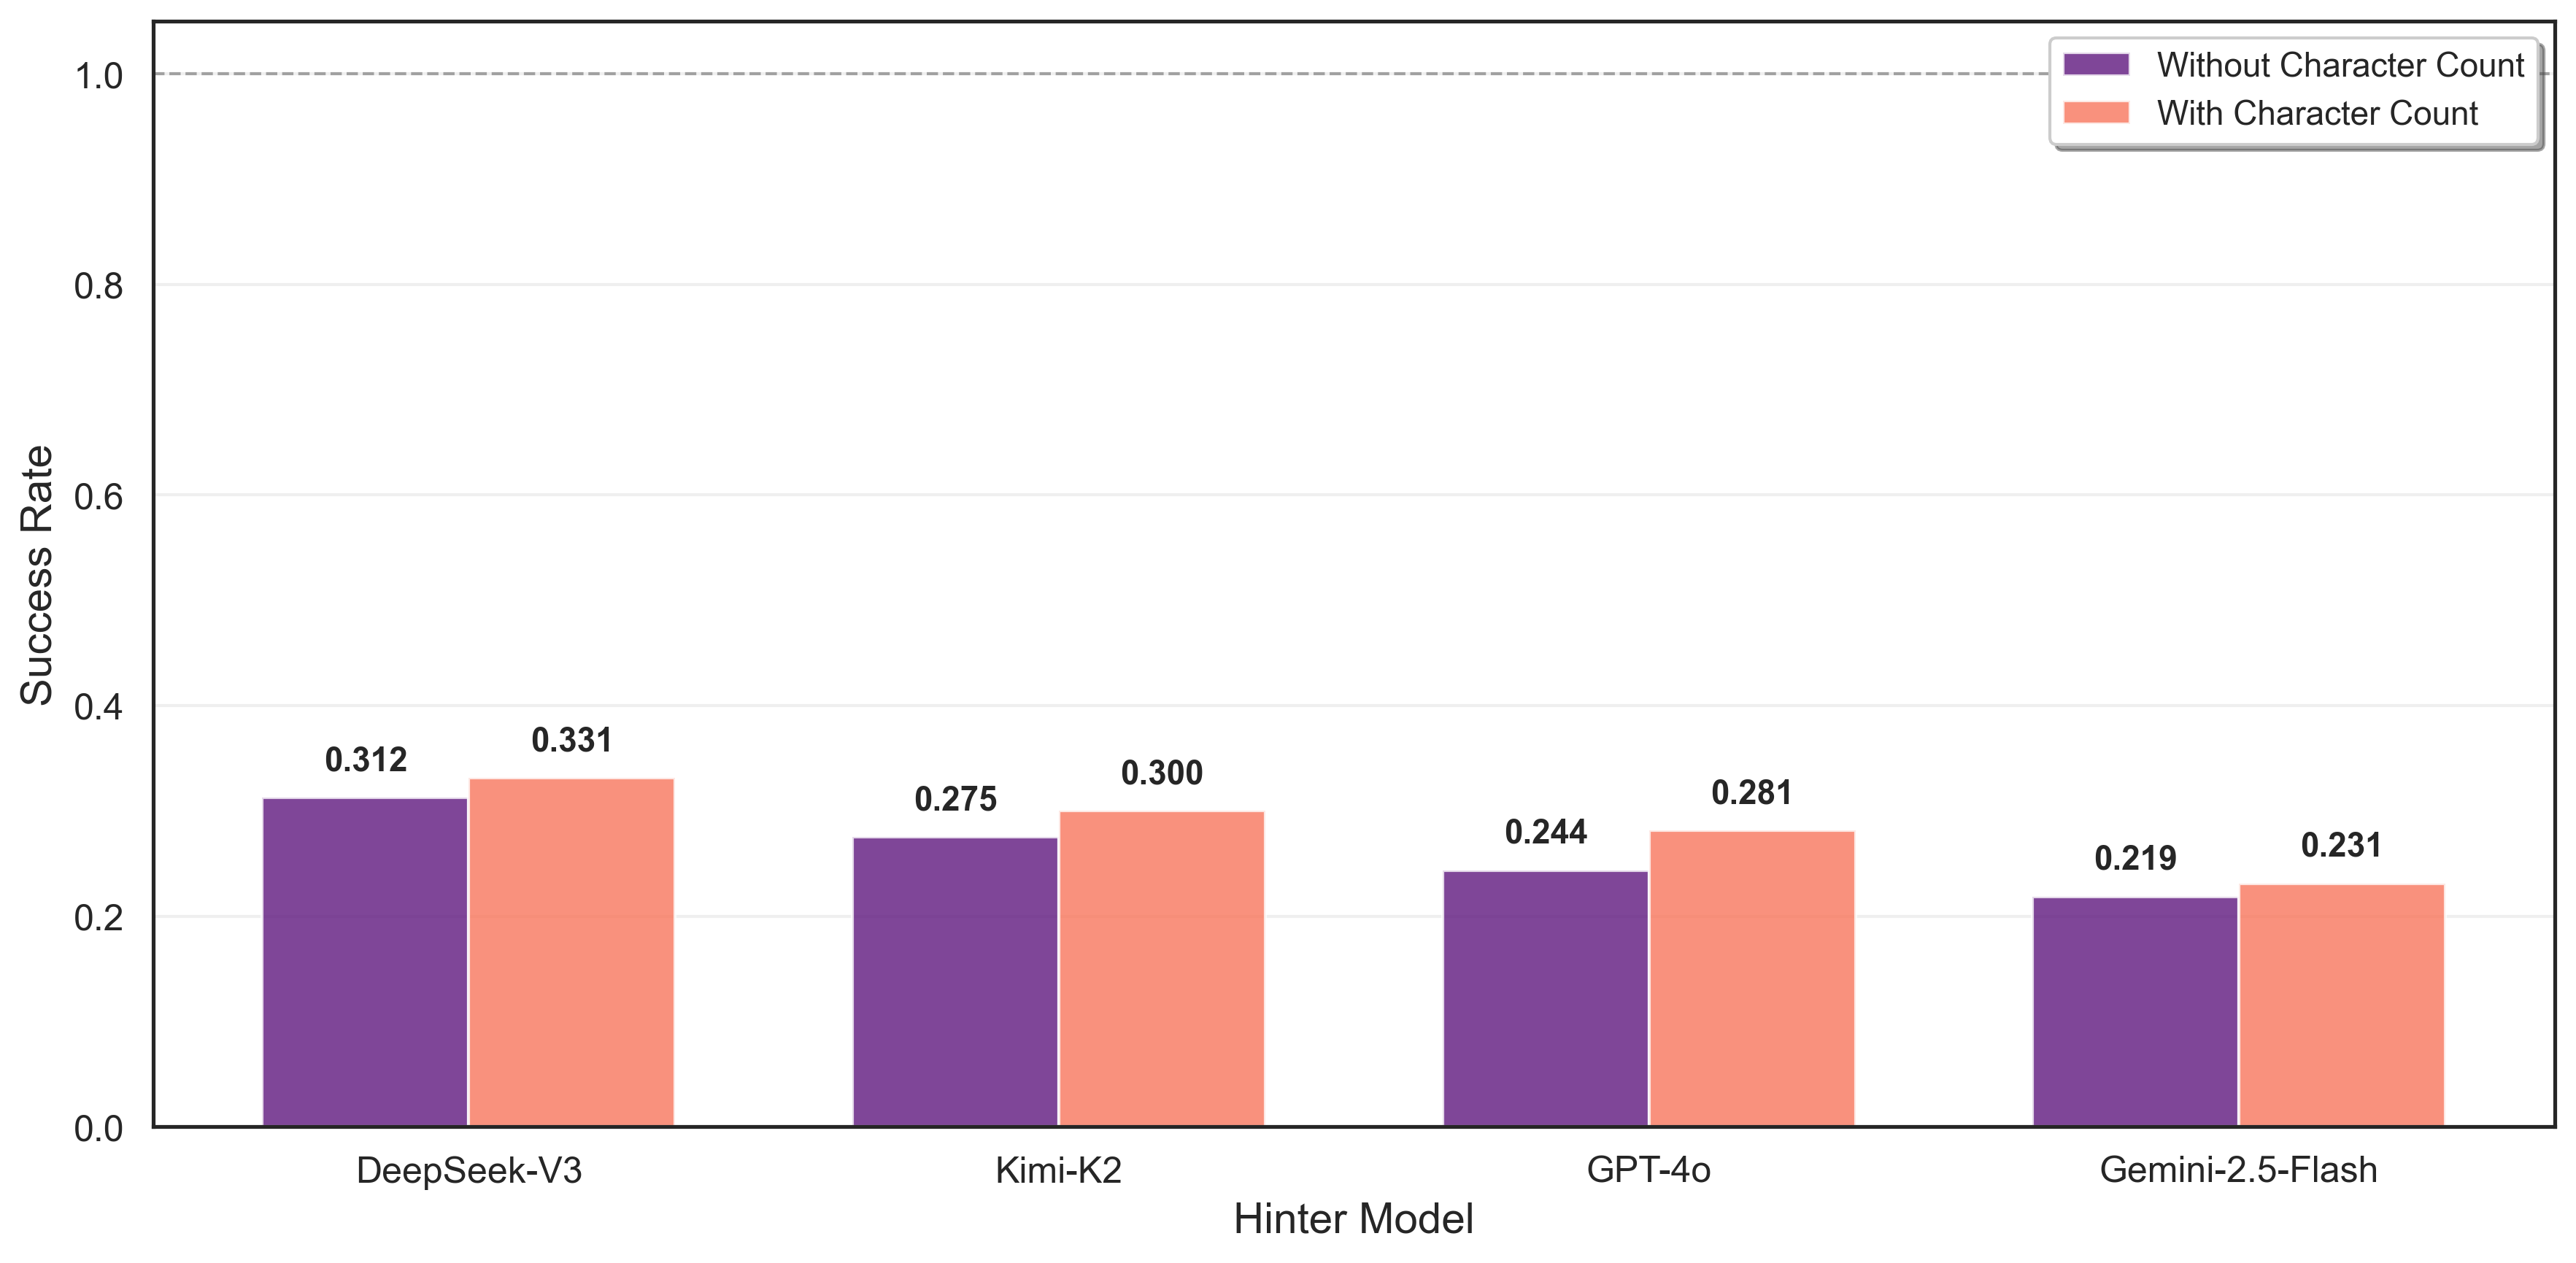 Without Character Count
With Character Count
1.0
0.8
0.6
0.4
0.2
0.0
Success Rate
0.312
0.331
0.275
0.300
0.244
0.281
0.219
0.231
DeepSeek-V3
Kimi-K2
GPT-4o
Gemini-2.5-Flash
Hinter Model